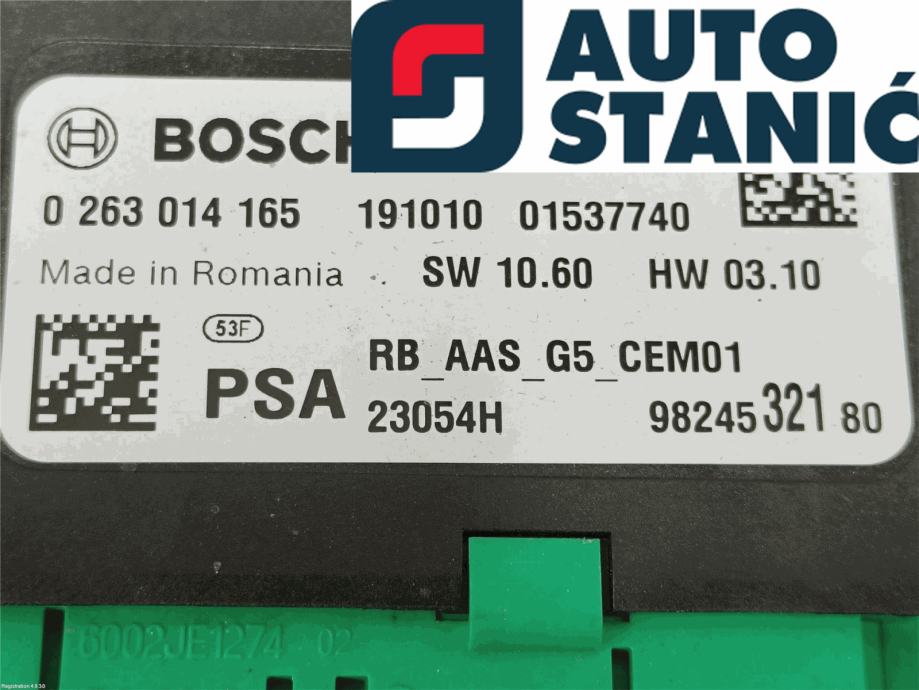 AUTO
STANIĆ
BOSCH
0 263 014 165 191010 01537740
Made in Romania SW 10.60 HW 03.10
53F
PSA
RB_AAS_G5_CEM01
23054H 98245 321 80
6002JE1274 02